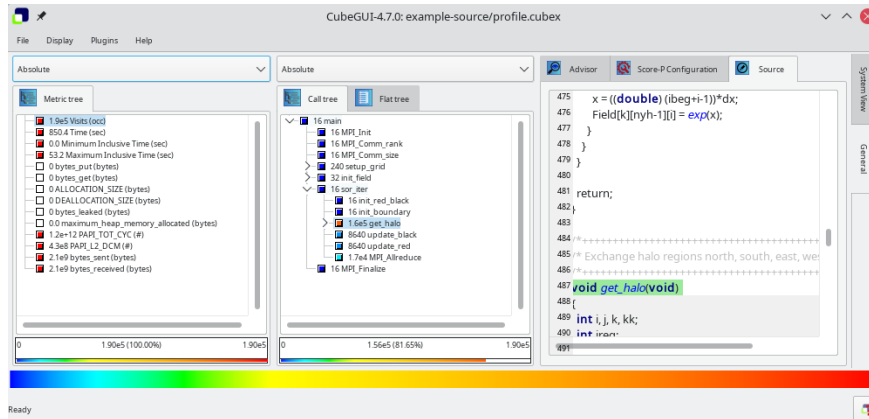 CubeGUI-4.7.0: example-source/profile.cubex
File Display Plugins Help
Absolute
Metric tree
1.9e5 Visits (occ)
850.4 Time (sec)
0.0 Minimum Inclusive Time (sec)
53.2 Maximum Inclusive Time (sec)
0 bytes_put (bytes)
0 bytes_get (bytes)
0 ALLOCATION_SIZE (bytes)
0 DEALLOCATION_SIZE (bytes)
0 bytes_leaked (bytes)
0.0 maximum_heap_memory_allocated (bytes)
1.2e+12 PAPI_TOT_CYC (#)
4.3e8 PAPI_L2_DCM (#)
2.1e9 bytes_sent (bytes)
2.1e9 bytes_received (bytes)
0 1.90e5 (100.00%) 1.90e5
Absolute
Call tree Flat tree
16 main
16 MPI_Init
16 MPI_Comm_rank
16 MPI_Comm_size
240 setup_grid
32 init_field
16 sor_iter
16 init_red_black
16 init_boundary
1.6e5 get_halo
8640 update_black
8640 update_red
1.7e4 MPI_Allreduce
16 MPI_Finalize
0 1.56e5 (81.65%) 1.90e5
Advisor Score-P Configuration Source
475 x = ((double) (ibeg+i-1))*dx;
476 Field[k][nyh-1][i] = exp(x);
477 }
478 }
479 }
480
481 return;
482 }
483
484 /*++++++++++++++++++++++++++++++++++++
485 /* Exchange halo regions north, south, east, wes
486 /*++++++++++++++++++++++++++++++++++++
487 void get_halo(void)
488 {
489 int i, j, k, kk;
490 int ireq;
491
System View
General
Ready